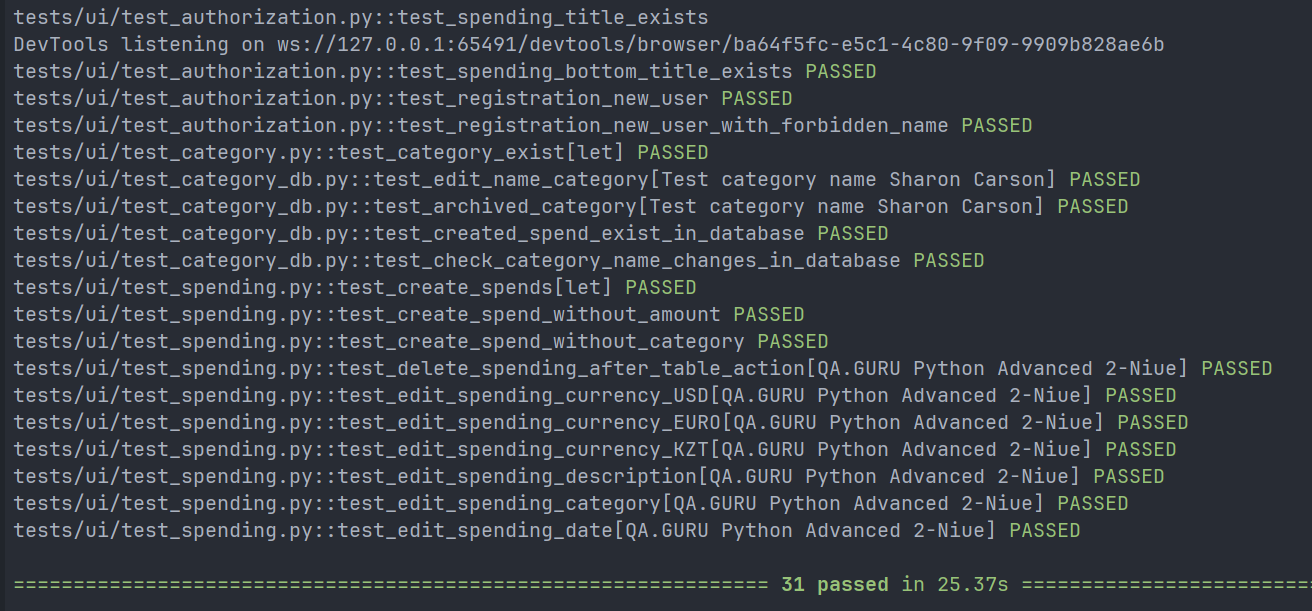 tests/ui/test_authorization.py::test_spending_title_exists
DevTools listening on ws://127.0.0.1:65491/devtools/browser/ba64f5fc-e5c1-4c80-9f09-9909b828ae6b
tests/ui/test_authorization.py::test_spending_bottom_title_exists PASSED
tests/ui/test_authorization.py::test_registration_new_user PASSED
tests/ui/test_authorization.py::test_registration_new_user_with_forbidden_name PASSED
tests/ui/test_category.py::test_category_exist[let] PASSED
tests/ui/test_category_db.py::test_edit_name_category[Test category name Sharon Carson] PASSED
tests/ui/test_category_db.py::test_archived_category[Test category name Sharon Carson] PASSED
tests/ui/test_category_db.py::test_created_spend_exist_in_database PASSED
tests/ui/test_category_db.py::test_check_category_name_changes_in_database PASSED
tests/ui/test_spending.py::test_create_spends[let] PASSED
tests/ui/test_spending.py::test_create_spend_without_amount PASSED
tests/ui/test_spending.py::test_create_spend_without_category PASSED
tests/ui/test_spending.py::test_delete_spending_after_table_action[QA.GURU Python Advanced 2-Niue] PASSED
tests/ui/test_spending.py::test_edit_spending_currency_USD[QA.GURU Python Advanced 2-Niue] PASSED
tests/ui/test_spending.py::test_edit_spending_currency_EURO[QA.GURU Python Advanced 2-Niue] PASSED
tests/ui/test_spending.py::test_edit_spending_currency_KZT[QA.GURU Python Advanced 2-Niue] PASSED
tests/ui/test_spending.py::test_edit_spending_description[QA.GURU Python Advanced 2-Niue] PASSED
tests/ui/test_spending.py::test_edit_spending_category[QA.GURU Python Advanced 2-Niue] PASSED
tests/ui/test_spending.py::test_edit_spending_date[QA.GURU Python Advanced 2-Niue] PASSED
=============================================================== 31 passed in 25.37s =========================